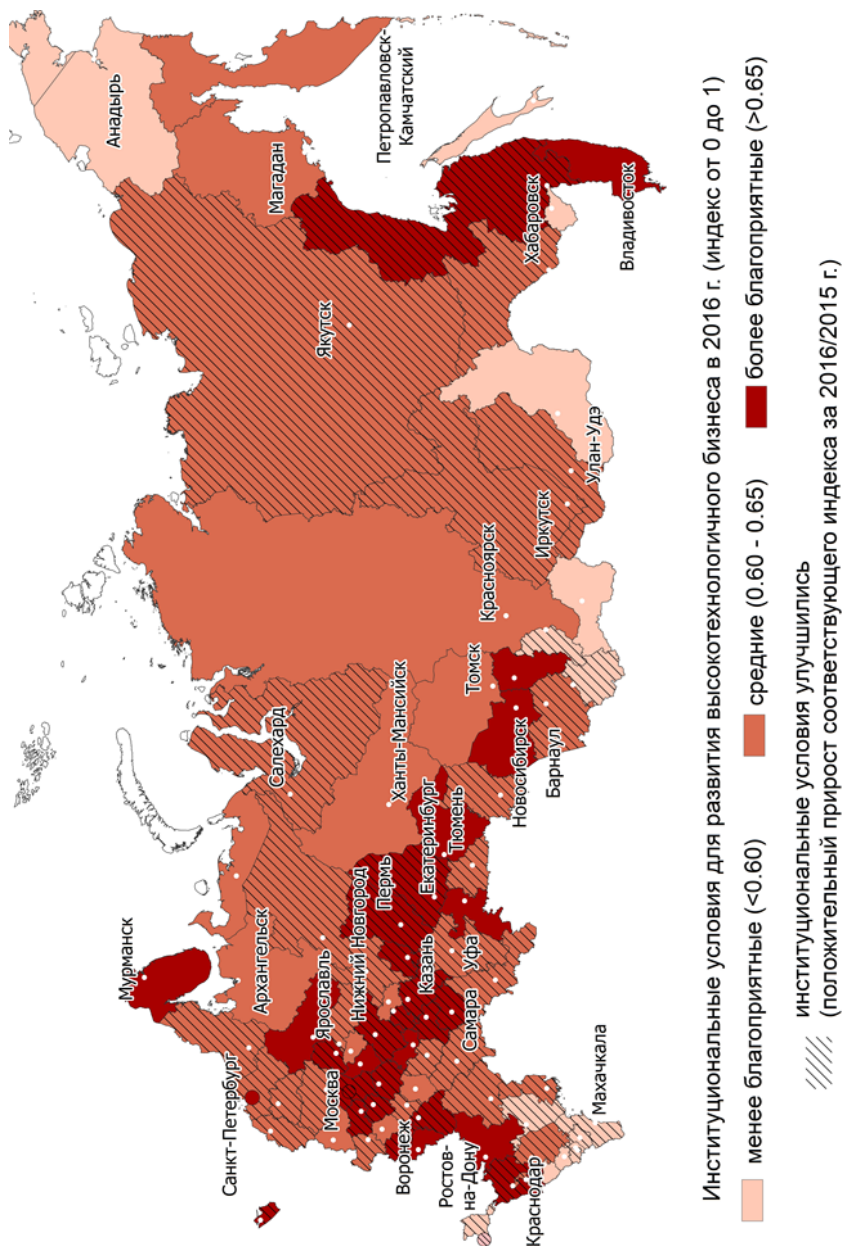 Анадырь
Петропавловск-
Камчатский
Магадан
Якутск
Хабаровск
Владивосток
Улан-Удэ
Иркутск
Красноярск
Томск
Новосибирск
Барнаул
Салехард
Ханты-Мансийск
Екатеринбург
Тюмень
Пермь
Нижний Новгород
Казань
Уфа
Мурманск
Архангельск
Ярославль
Самара
Санкт-Петербург
Москва
Воронеж
Ростов-
на-Дону
Краснодар
Махачкала
Институциональные условия для развития высокотехнологичного бизнеса в 2016 г. (индекс от 0 до 1)
менее благоприятные (<0.60)
средние (0.60 - 0.65)
более благоприятные (>0.65)
институциональные условия улучшились
(положительный прирост соответствующего индекса за 2016/2015 г.)